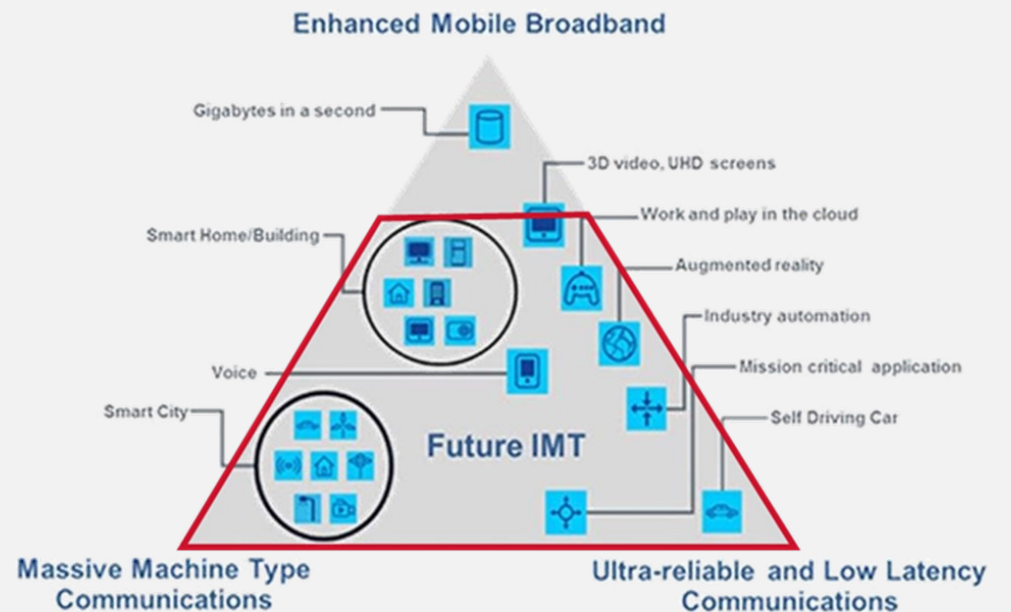 Enhanced Mobile Broadband
Gigabytes in a second
3D video, UHD screens
Work and play in the cloud
Smart Home/Building
Augmented reality
Industry automation
Voice
Mission critical application
Smart City
Self Driving Car
Future IMT
Massive Machine Type
Communications
Ultra-reliable and Low Latency
Communications